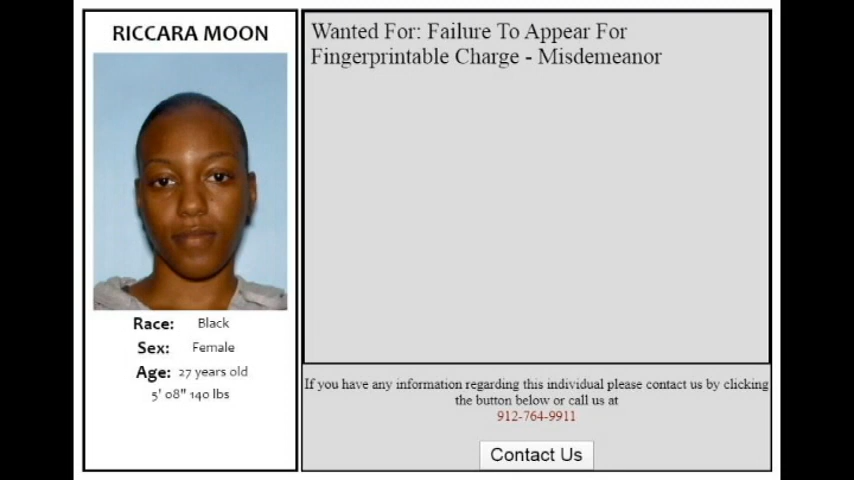 RICCARA MOON
Race: Black
Sex: Female
Age: 27 years old
5' 08" 140 lbs
Wanted For: Failure To Appear For
Fingerprintable Charge - Misdemeanor
If you have any information regarding this individual please contact us by clicking
the button below or call us at
912-764-9911
Contact Us